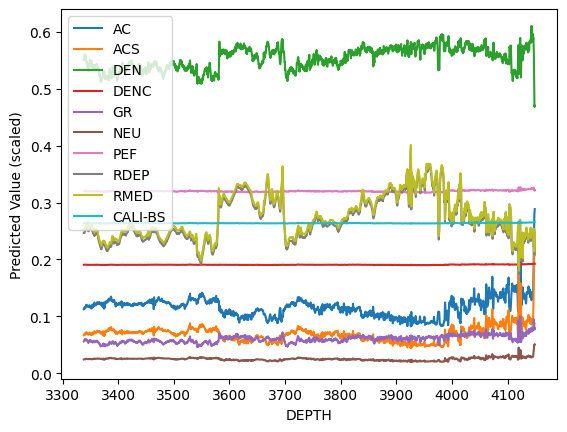 0.6
0.5
0.4
0.3
0.2
0.1
0.0
Predicted Value (scaled)
AC
ACS
DEN
DENC
GR
NEU
PEF
RDEP
RMED
CALI-BS
3300 3400 3500 3600 3700 3800 3900 4000 4100
DEPTH